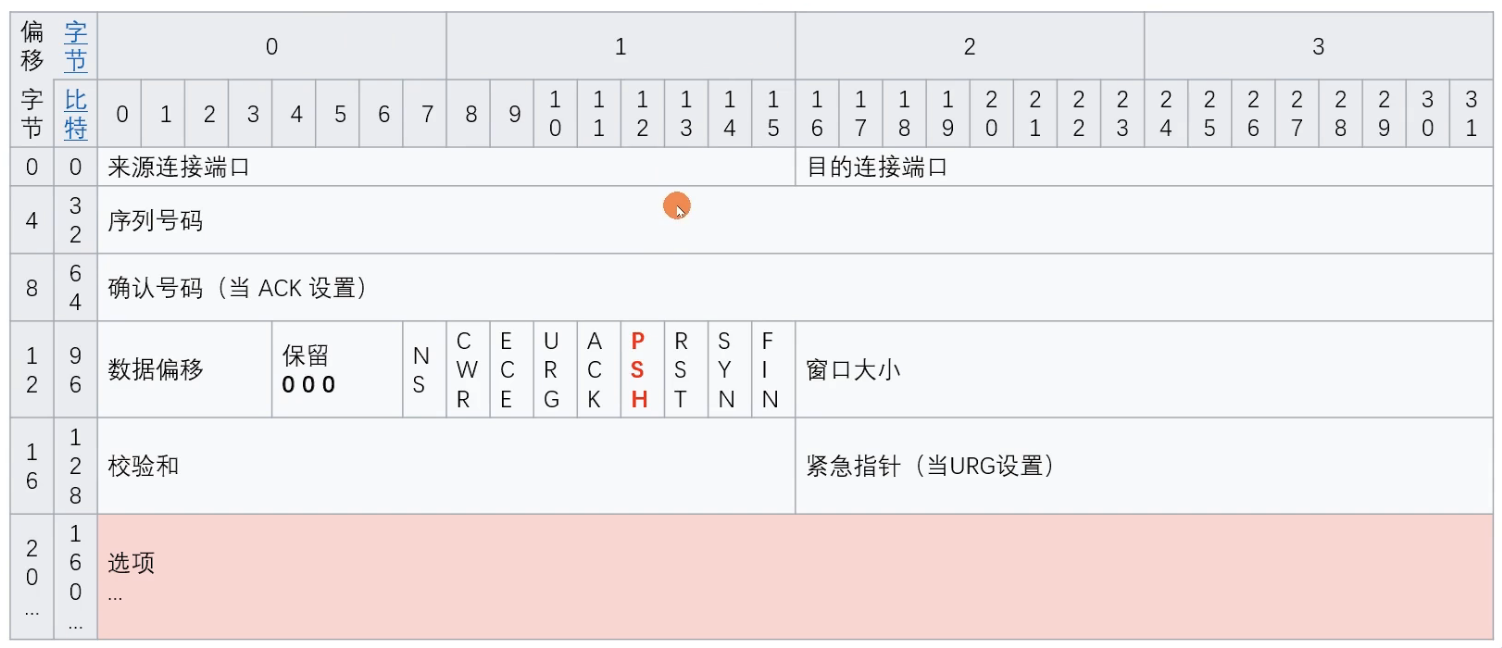 偏移 字节 0 1 2 3
字节 比特 0 1 2 3 4 5 6 7 8 9 10 11 12 13 14 15 16 17 18 19 20 21 22 23 24 25 26 27 28 29 30 31
0 0 来源连接端口 目的连接端口
4 32 序列号码
8 64 确认号码（当 ACK 设置）
12 96 数据偏移 保留 NS CWR ECE URG ACK PSH RST SYN FIN 窗口大小
0 0 0
16 128 校验和 紧急指针（当URG设置）
20 160 选项
... ... ...